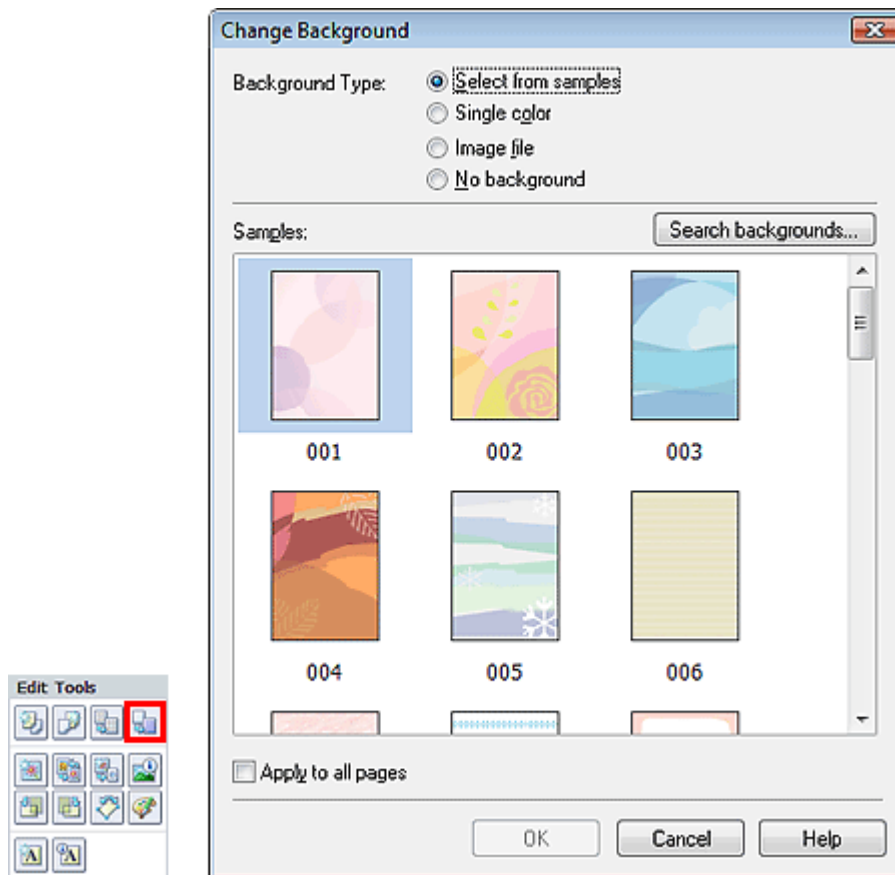 Change Background
Background Type:
Select from samples
Single color
Image file
No background
Samples:
Search backgrounds...
001 002 003
004 005 006
Edit Tools
Apply to all pages
OK Cancel Help
A A